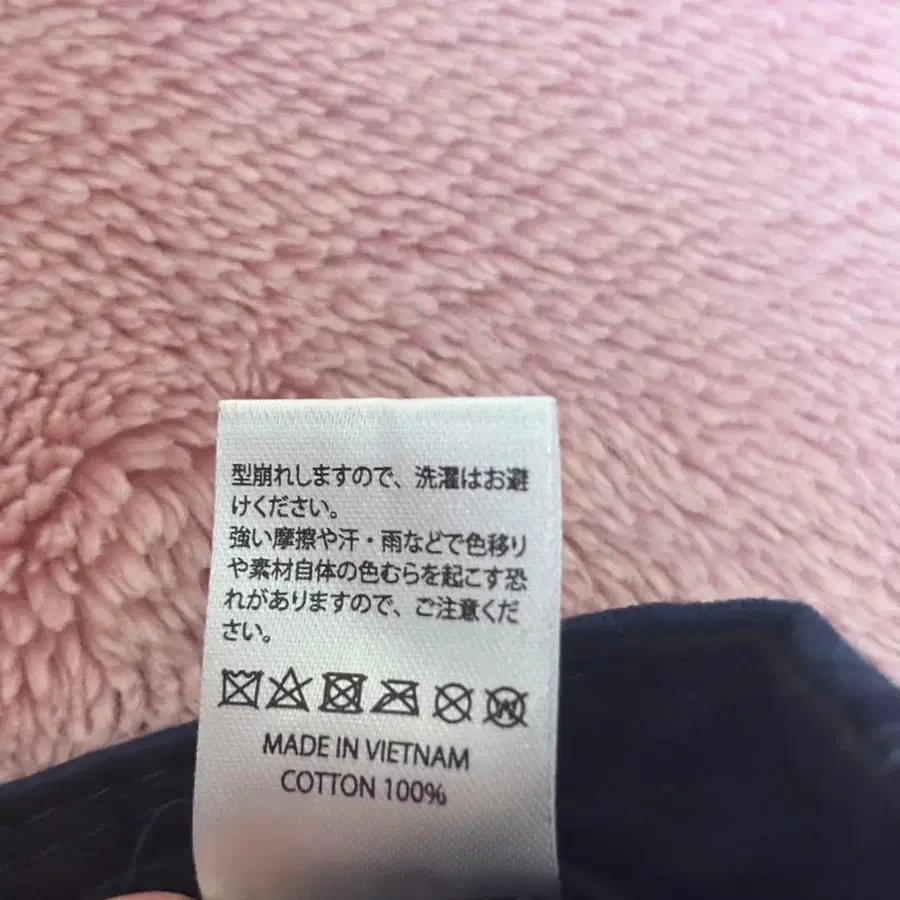 型崩れしますので、洗濯はお避
けください。
強い摩擦や汗・雨などで色移り
や素材自体の色むらを起こす恐
れがありますので、ご注意くだ
さい。
W
MADE IN VIETNAM
COTTON 100%